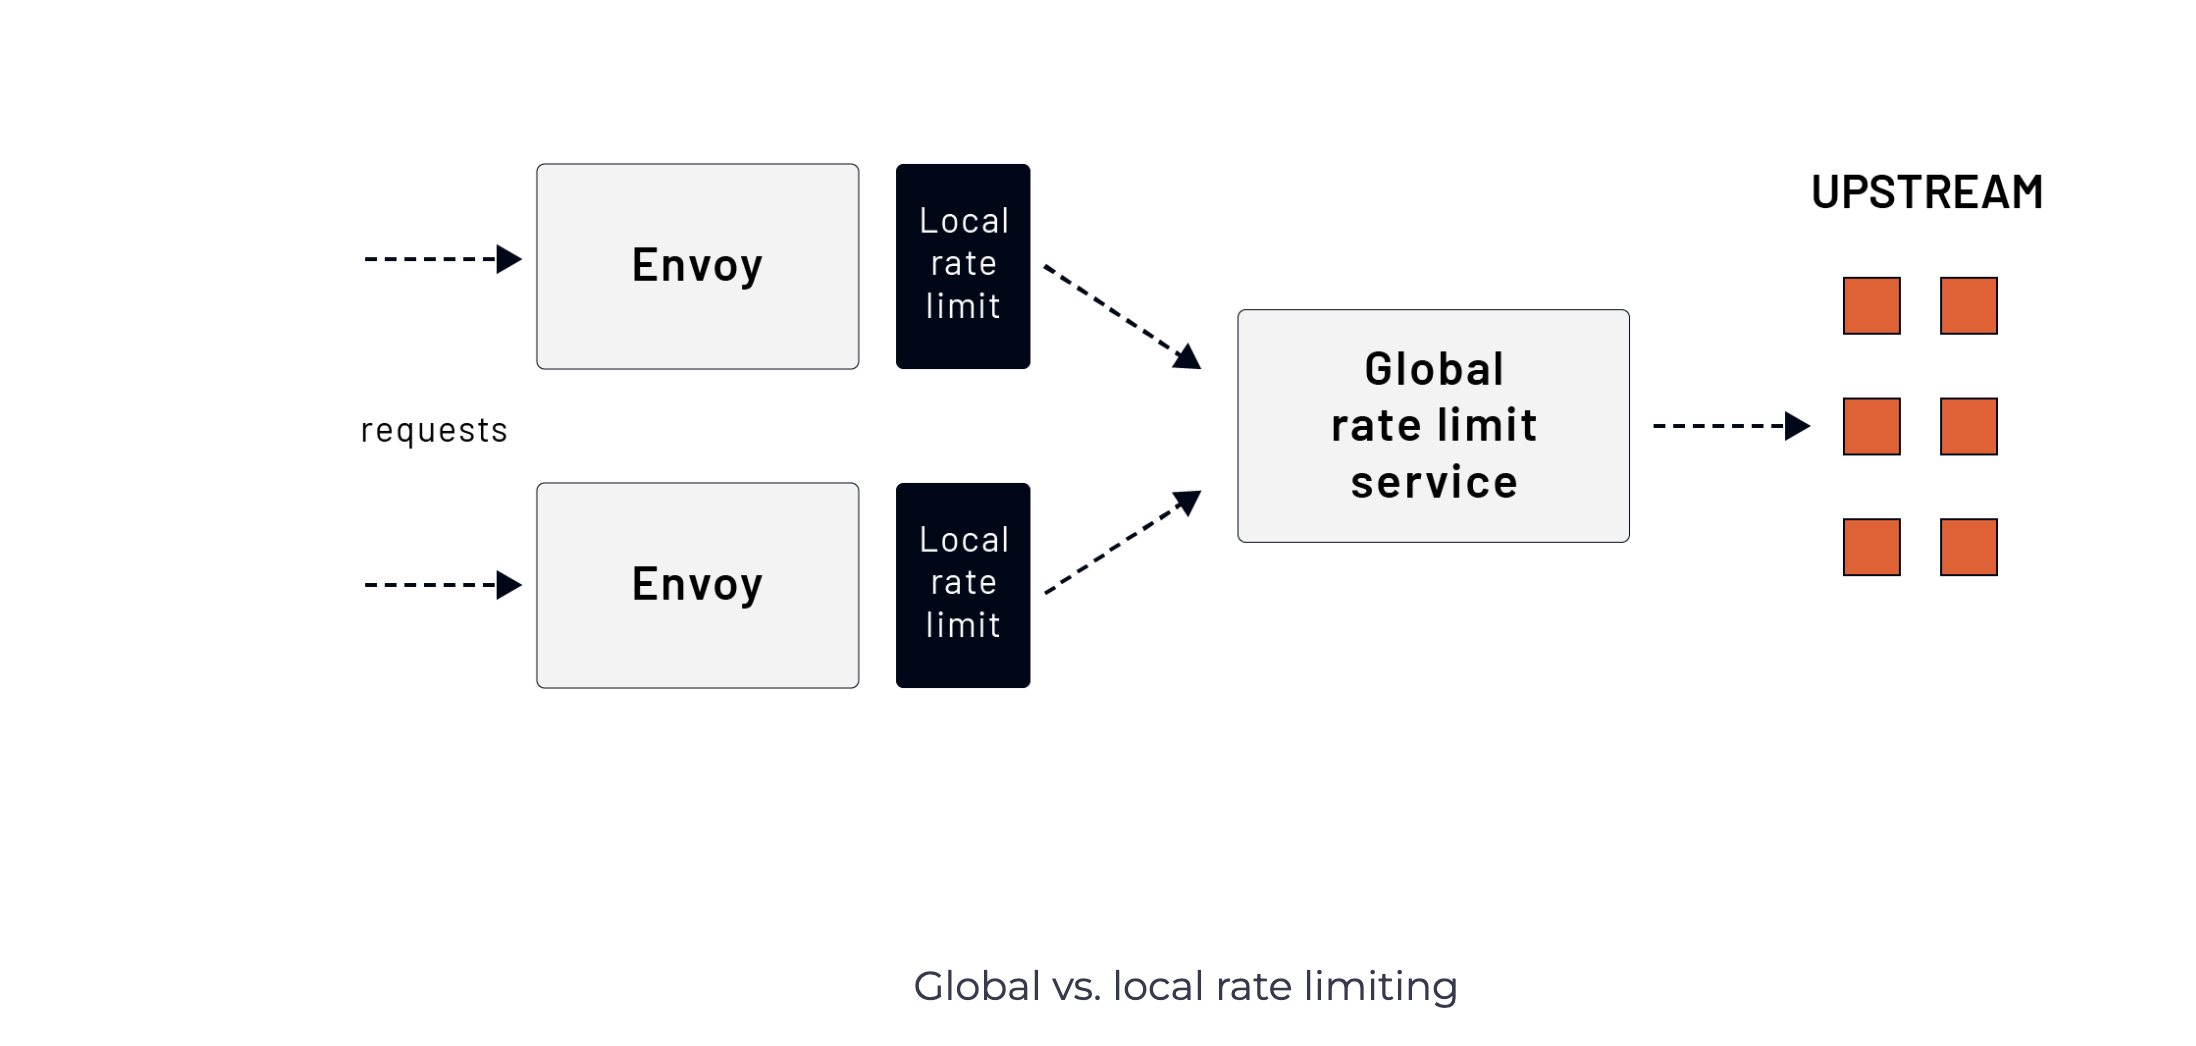 requests
Envoy
Local
rate
limit
Envoy
Local
rate
limit
Global
rate limit
service
UPSTREAM
Global vs. local rate limiting